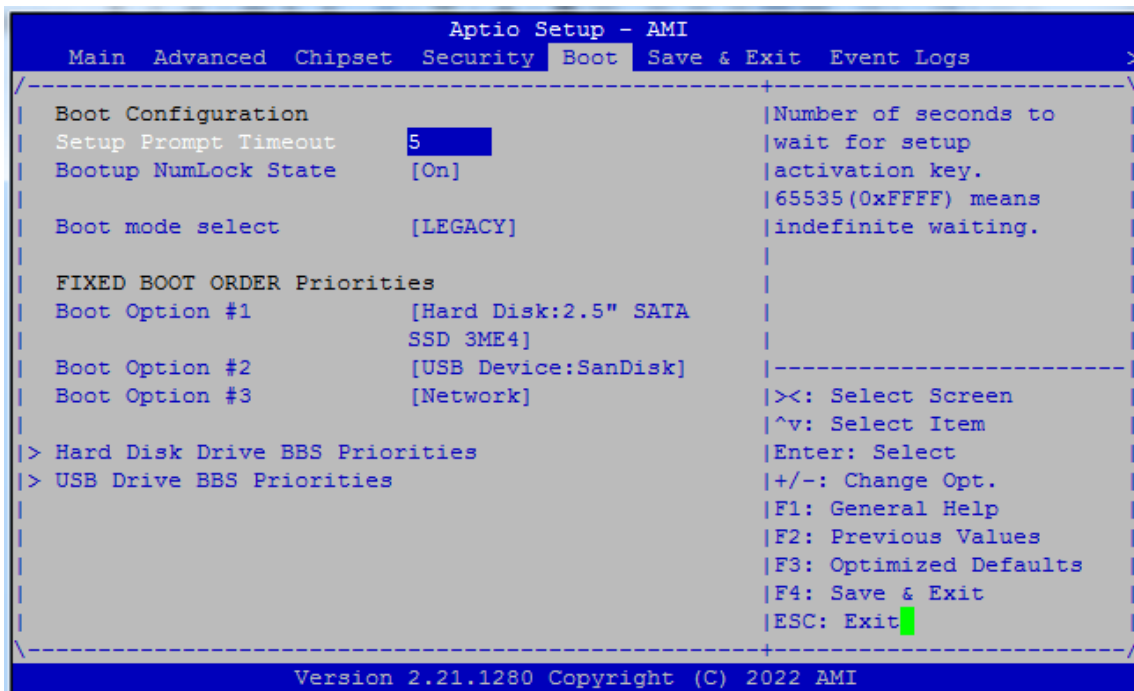 Aptio Setup - AMI
Main Advanced Chipset Security Boot Save & Exit Event Logs >
/----------------------------------------------------+-------------------------\
| Boot Configuration |Number of seconds to |
| Setup Prompt Timeout 5 |wait for setup |
| Bootup NumLock State [On] |activation key. |
| |65535(0xFFFF) means |
| Boot mode select [LEGACY] |indefinite waiting. |
| | |
| FIXED BOOT ORDER Priorities | |
| Boot Option #1 [Hard Disk:2.5" SATA | |
| SSD 3ME4] | |
| Boot Option #2 [USB Device:SanDisk] |-------------------------|
| Boot Option #3 [Network] |><: Select Screen |
| |^v: Select Item |
|> Hard Disk Drive BBS Priorities |Enter: Select |
|> USB Drive BBS Priorities |+/-: Change Opt. |
| |F1: General Help |
| |F2: Previous Values |
| |F3: Optimized Defaults |
| |F4: Save & Exit |
| |ESC: Exit |
\----------------------------------------------------+-------------------------/
Version 2.21.1280 Copyright (C) 2022 AMI